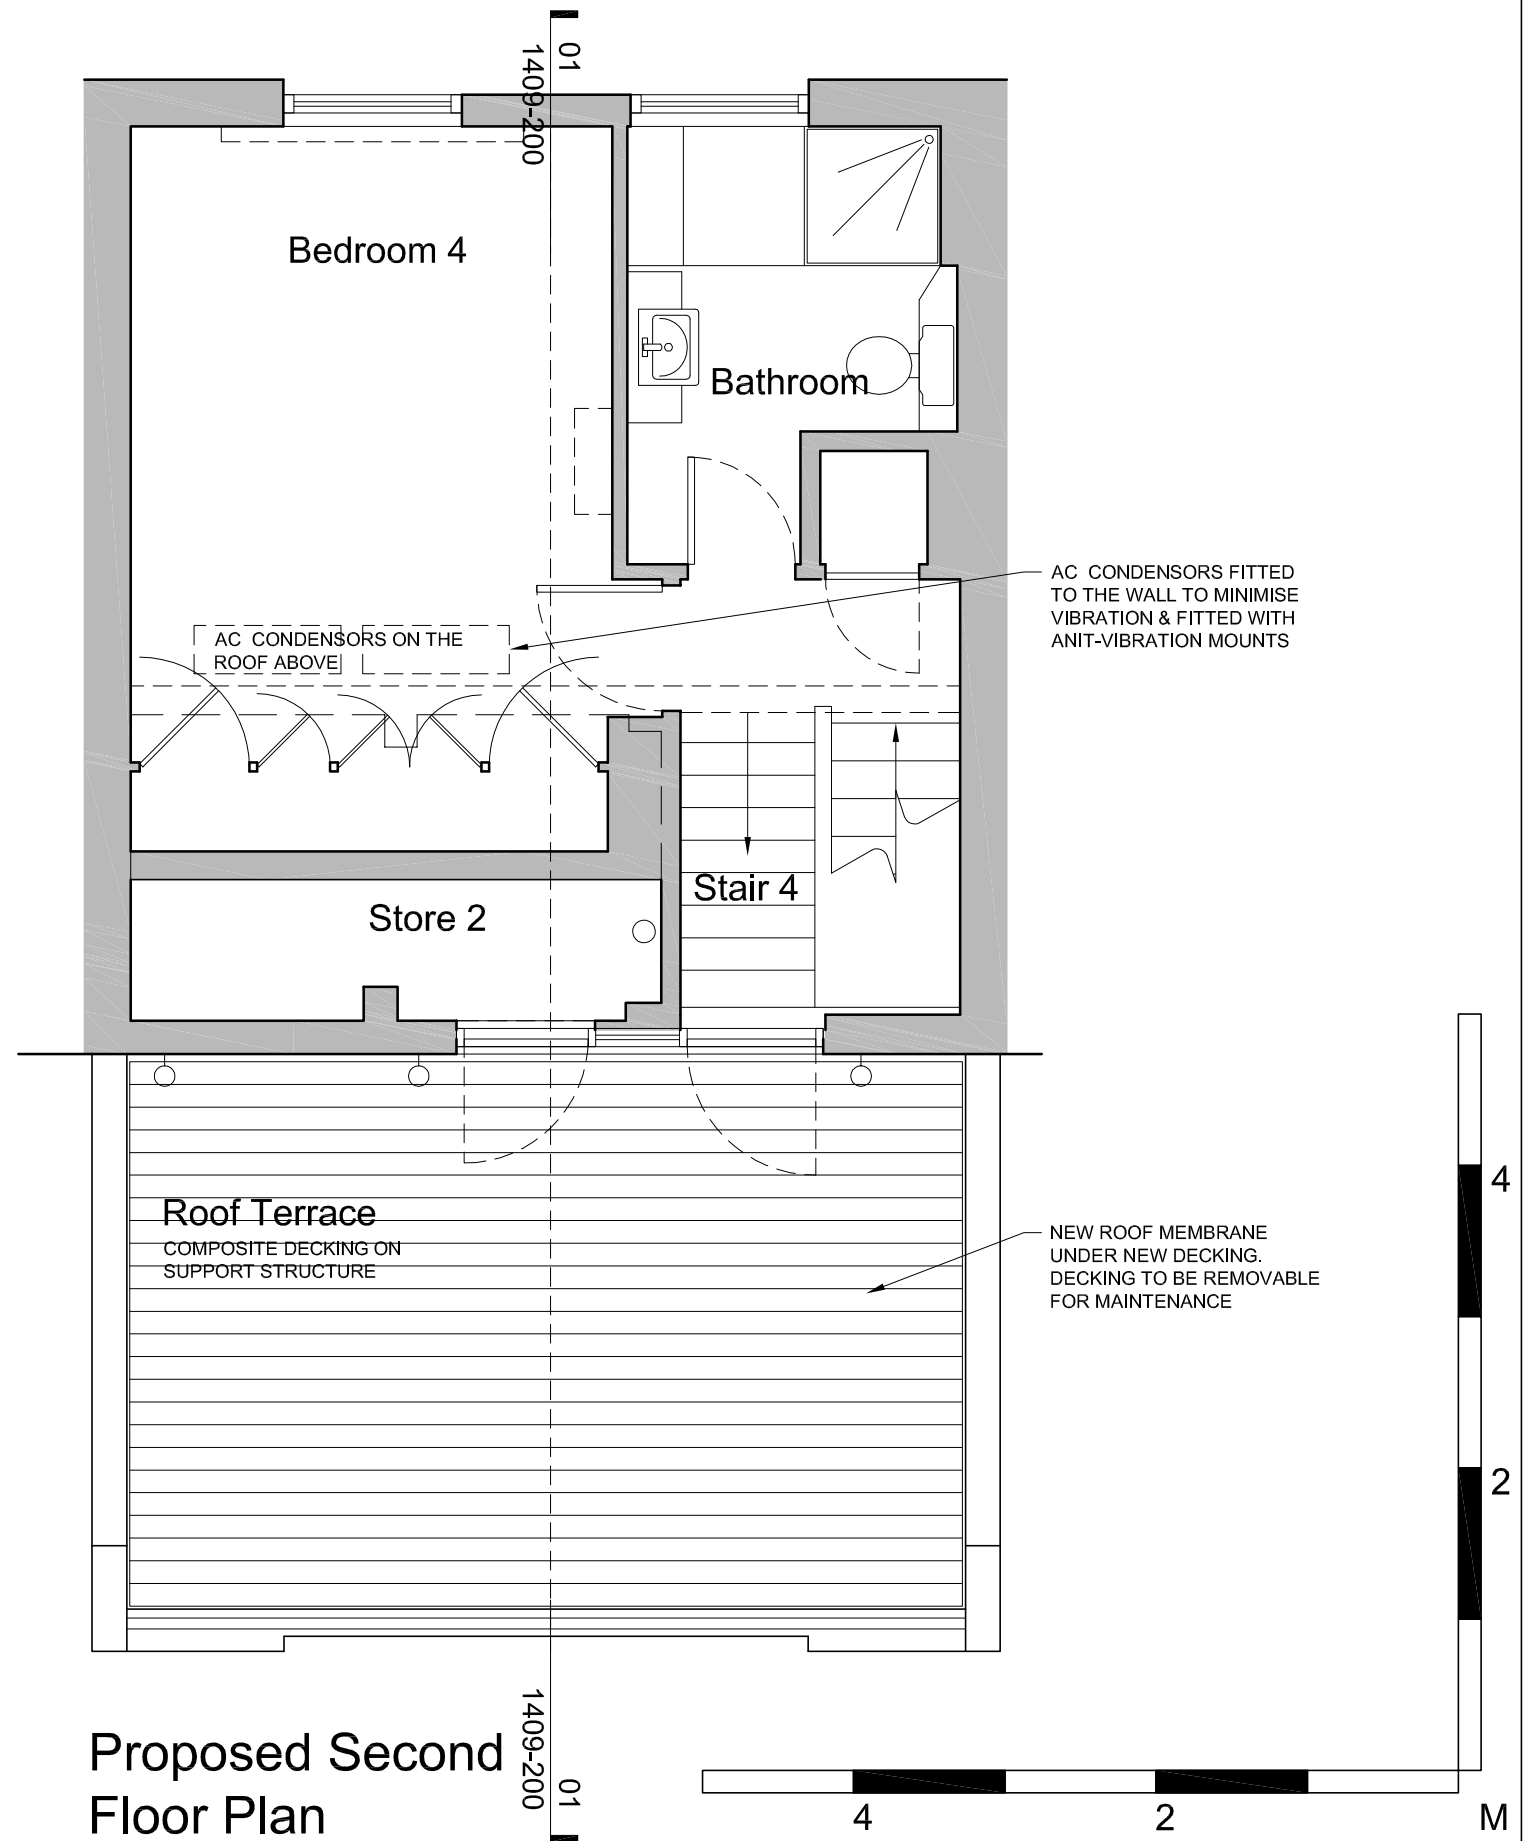 01
1409-200
Bedroom 4
Bathroom
AC CONDENSORS FITTED
TO THE WALL TO MINIMISE
VIBRATION & FITTED WITH
ANIT-VIBRATION MOUNTS
AC CONDENSORS ON THE
ROOF ABOVE
Stair 4
Store 2
Roof Terrace
COMPOSITE DECKING ON
SUPPORT STRUCTURE
NEW ROOF MEMBRANE
UNDER NEW DECKING.
DECKING TO BE REMOVABLE
FOR MAINTENANCE
4
2
1409-200
01
Proposed Second
Floor Plan
4 2 M